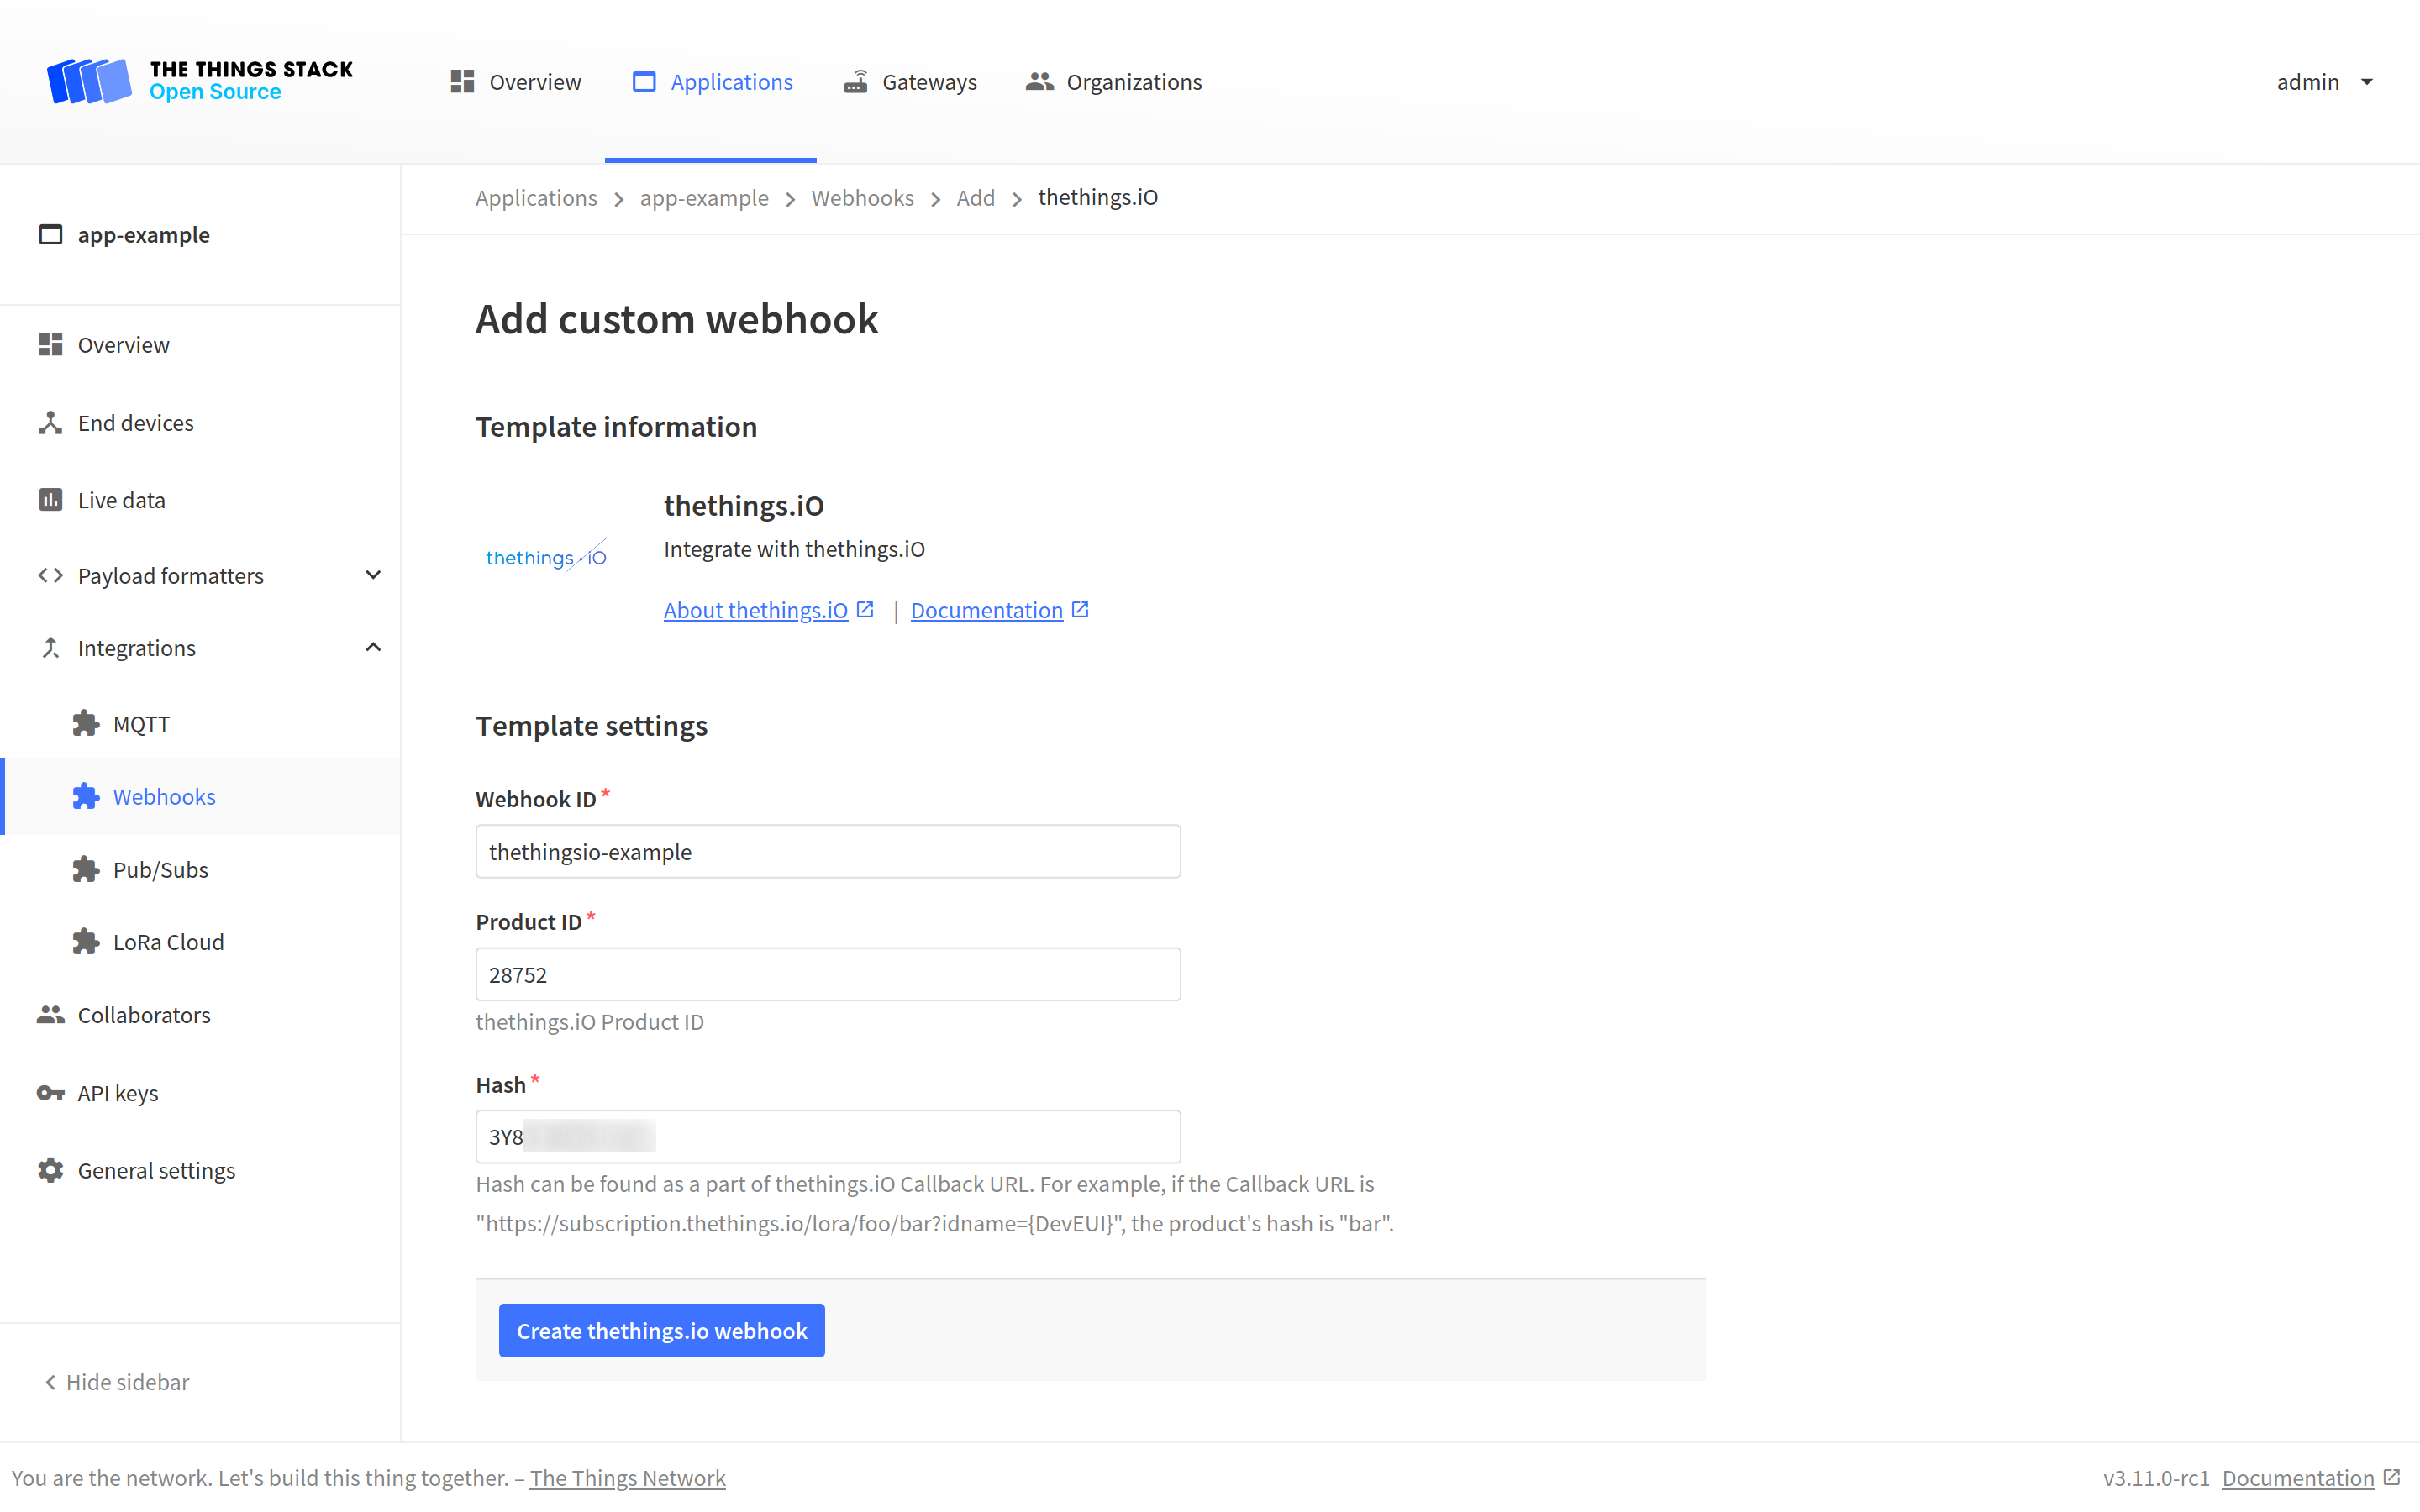 THE THINGS STACK
Open Source
Overview
Applications
Gateways
Organizations
admin
app-example
Overview
End devices
Live data
Payload formatters
Integrations
MQTT
Webhooks
Pub/Subs
LoRa Cloud
Collaborators
API keys
General settings
Hide sidebar
Applications > app-example > Webhooks > Add > thethings.iO
Add custom webhook
Template information
thethings.iO
thethings.iO
Integrate with thethings.iO
About thethings.iO | Documentation
Template settings
Webhook ID *
thethingsio-example
Product ID *
28752
thethings.iO Product ID
Hash *
3Y8
Hash can be found as a part of thethings.iO Callback URL. For example, if the Callback URL is
"https://subscription.thethings.io/lora/foo/bar?idname={DevEUI}", the product's hash is "bar".
Create thethings.io webhook
You are the network. Let's build this thing together. – The Things Network
v3.11.0-rc1 Documentation